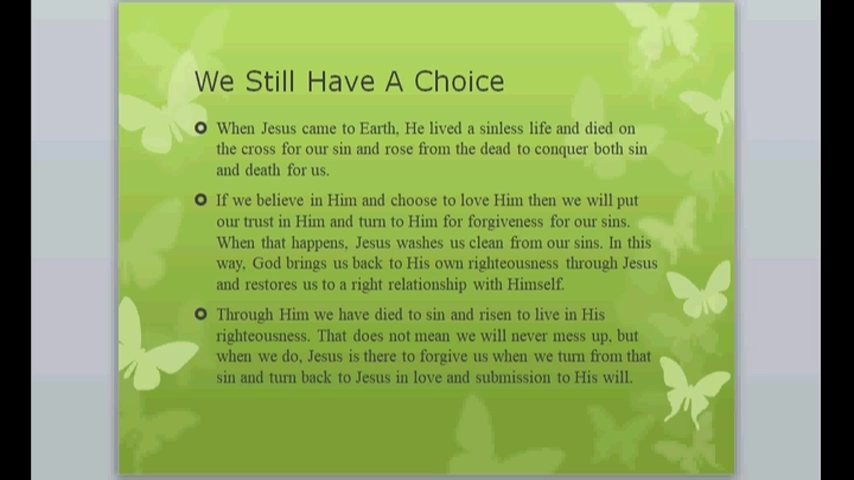 We Still Have A Choice
When Jesus came to Earth, He lived a sinless life and died on
the cross for our sin and rose from the dead to conquer both sin
and death for us.
If we believe in Him and choose to love Him then we will put
our trust in Him and turn to Him for forgiveness for our sins.
When that happens, Jesus washes us clean from our sins. In this
way, God brings us back to His own righteousness through Jesus
and restores us to a right relationship with Himself.
Through Him we have died to sin and risen to live in His
righteousness. That does not mean we will never mess up, but
when we do, Jesus is there to forgive us when we turn from that
sin and turn back to Jesus in love and submission to His will.